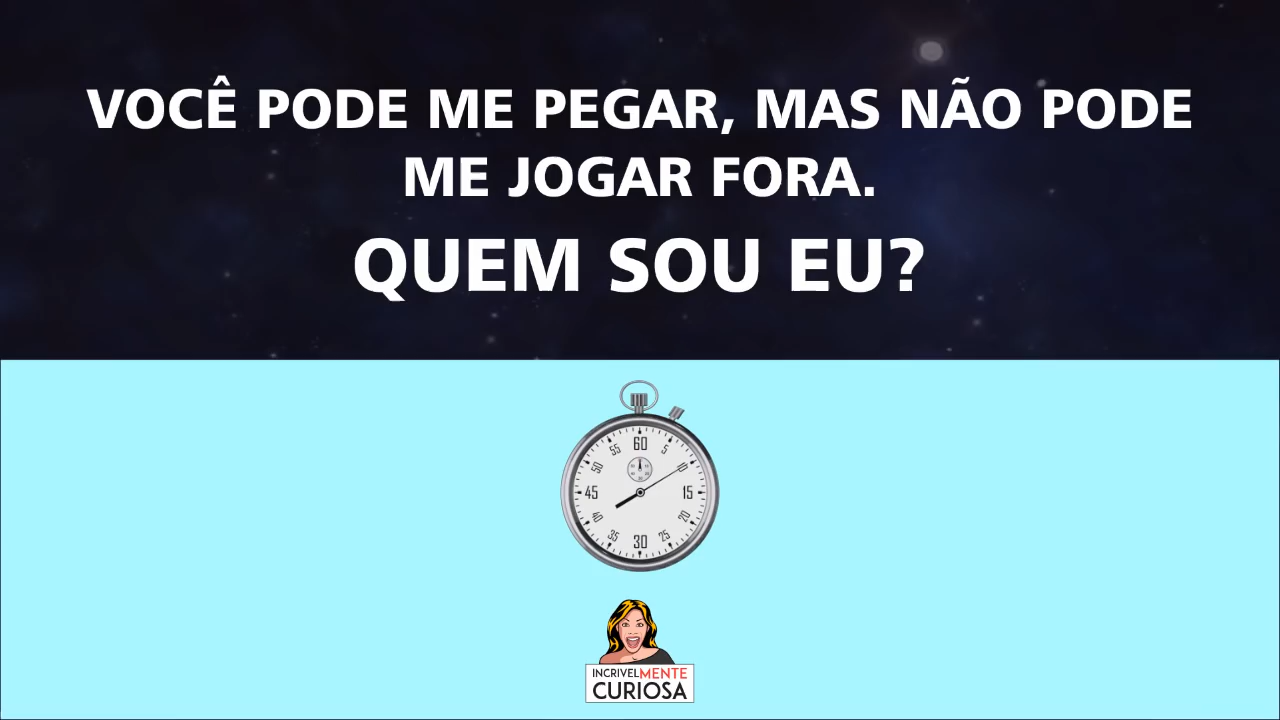 VOCÊ PODE ME PEGAR, MAS NÃO PODE
ME JOGAR FORA.
QUEM SOU EU?
60
55
5
50
10
45
15
40
20
35
25
30
INCRIVELMENTE
CURIOSA